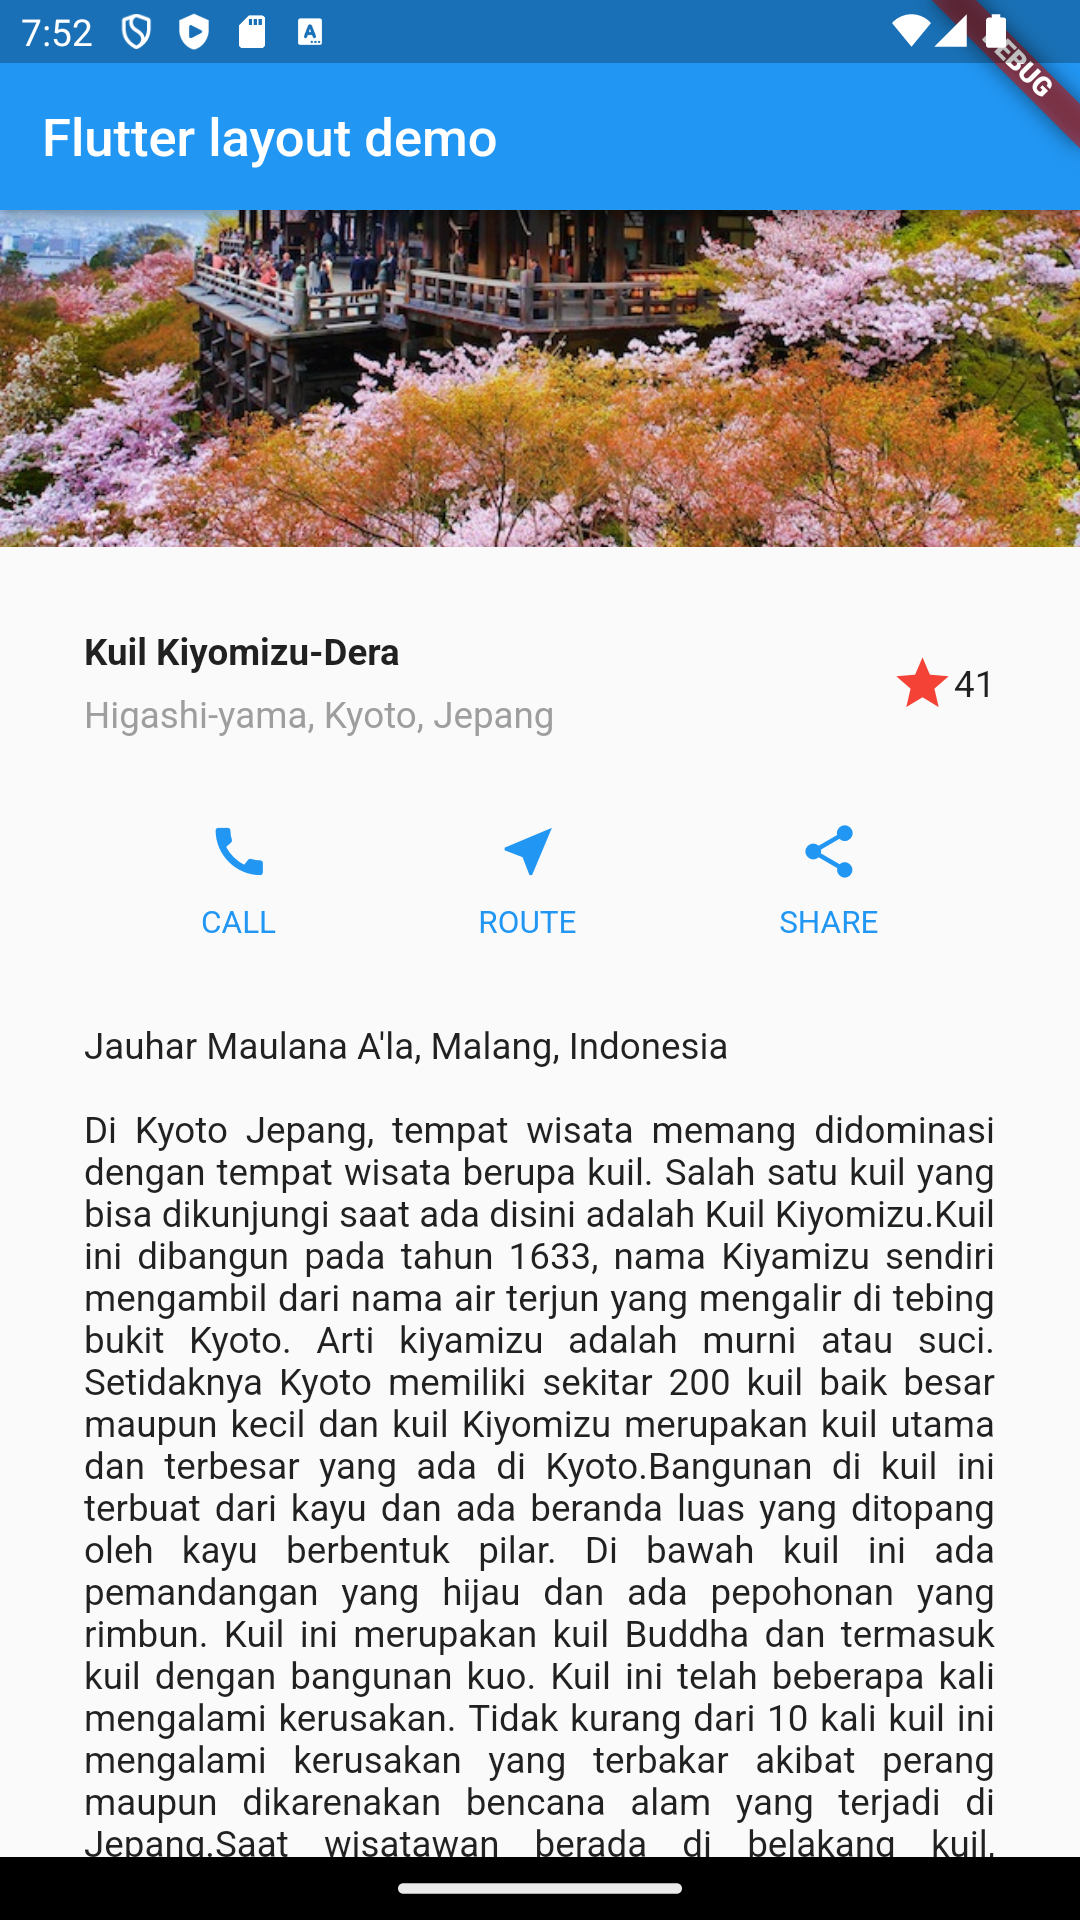 7:52
DEBUG
Flutter layout demo
Kuil Kiyomizu-Dera
Higashi-yama, Kyoto, Jepang
41
CALL ROUTE SHARE
Jauhar Maulana A'la, Malang, Indonesia
Di Kyoto Jepang, tempat wisata memang didominasi
dengan tempat wisata berupa kuil. Salah satu kuil yang
bisa dikunjungi saat ada disini adalah Kuil Kiyomizu.Kuil
ini dibangun pada tahun 1633, nama Kiyamizu sendiri
mengambil dari nama air terjun yang mengalir di tebing
bukit Kyoto. Arti kiyamizu adalah murni atau suci.
Setidaknya Kyoto memiliki sekitar 200 kuil baik besar
maupun kecil dan kuil Kiyomizu merupakan kuil utama
dan terbesar yang ada di Kyoto.Bangunan di kuil ini
terbuat dari kayu dan ada beranda luas yang ditopang
oleh kayu berbentuk pilar. Di bawah kuil ini ada
pemandangan yang hijau dan ada pepohonan yang
rimbun. Kuil ini merupakan kuil Buddha dan termasuk
kuil dengan bangunan kuo. Kuil ini telah beberapa kali
mengalami kerusakan. Tidak kurang dari 10 kali kuil ini
mengalami kerusakan yang terbakar akibat perang
maupun dikarenakan bencana alam yang terjadi di
Jepang.Saat wisatawan berada di belakang kuil,